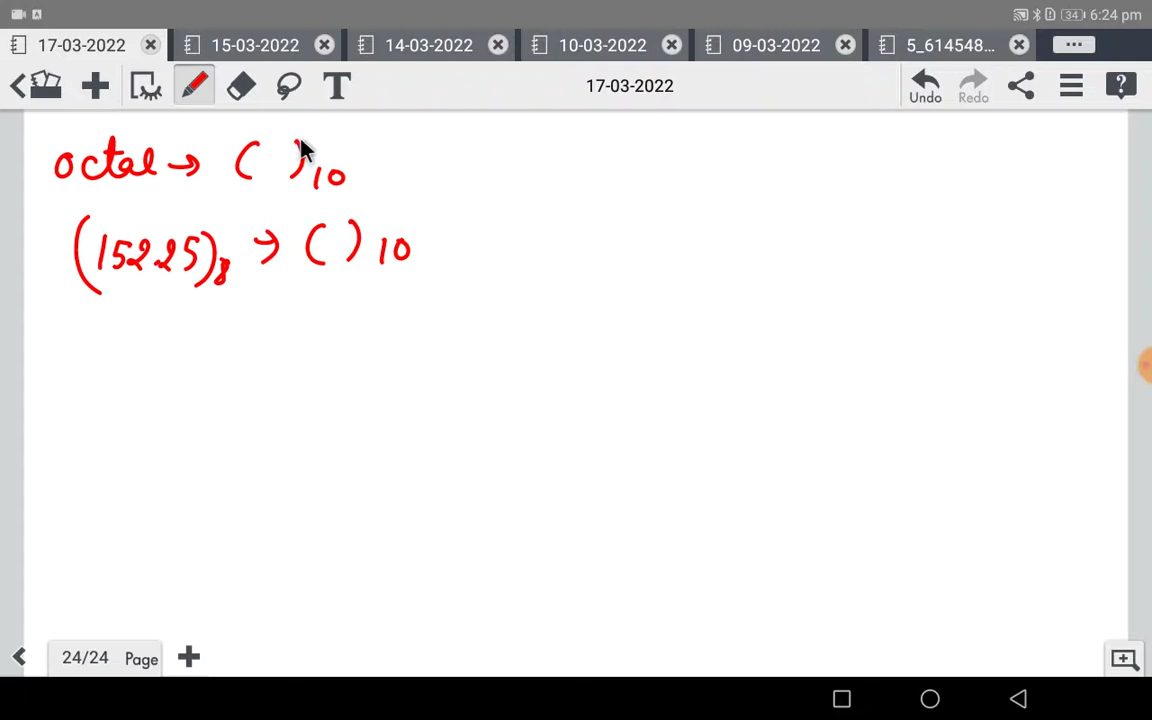 34 6:24 pm
17-03-2022 15-03-2022 14-03-2022 10-03-2022 09-03-2022 5_614548... ...
T 17-03-2022 Undo Redo ?
octal → ( )10
(15225)8 → ( )10
24/24 Page